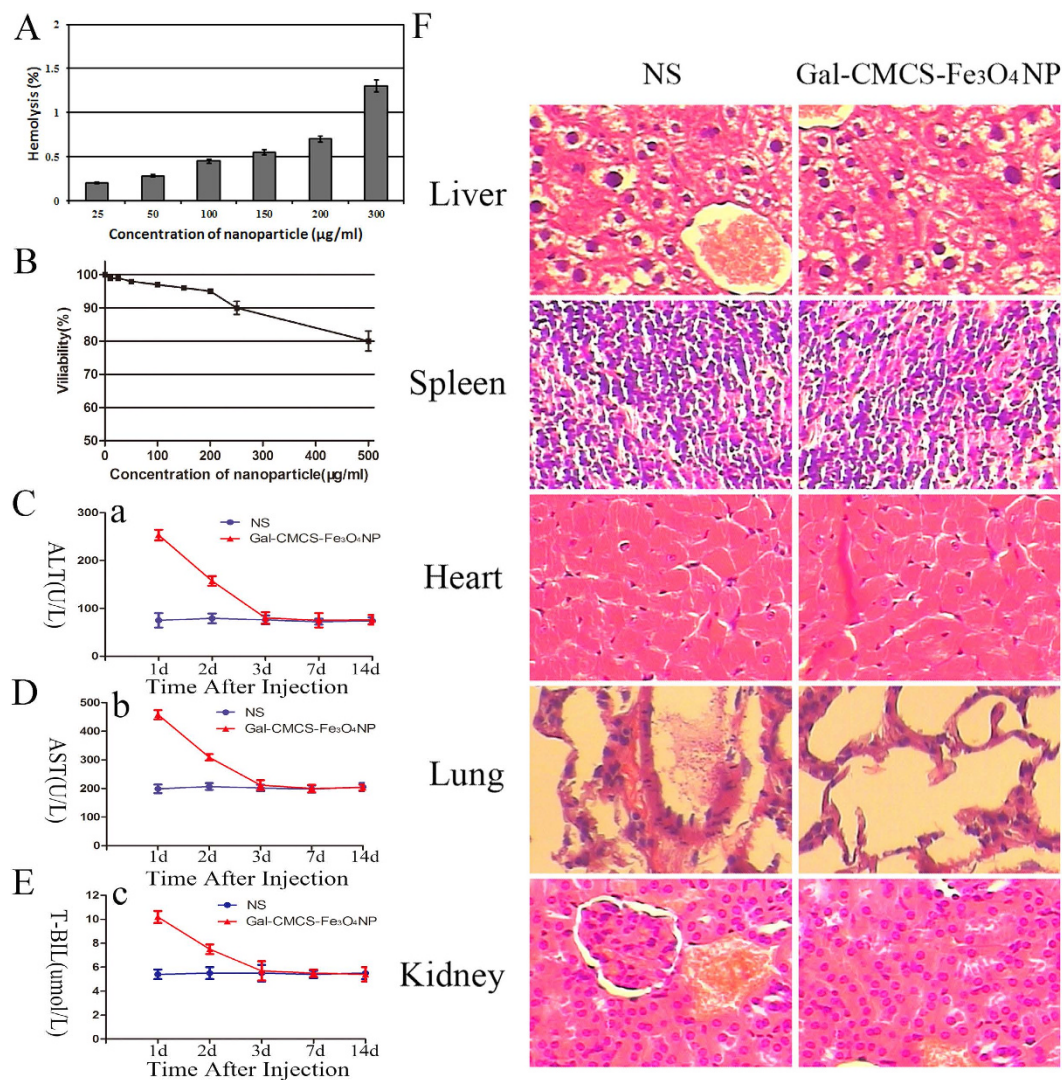 A
Hemolysis (%)
2
1.5
1
0.5
0
25 50 100 150 200 300
Concentration of nanoparticle (µg/ml)
B
Viliability(%)
100
90
80
70
60
50
0 100 200 300 400 500
Concentration of nanoparticle(µg/ml)
C
a
ALT(U/L)
300
200
100
0
NS
Gal-CMCS-Fe₃O₄NP
1d 2d 3d 7d 14d
Time After Injection
D
b
AST(U/L)
500
400
300
200
100
0
NS
Gal-CMCS-Fe₃O₄NP
1d 2d 3d 7d 14d
Time After Injection
E
c
T-BIL(umol/L)
12
10
8
6
4
2
0
NS
Gal-CMCS-Fe₃O₄NP
1d 2d 3d 7d 14d
Time After Injection
F
NS Gal-CMCS-Fe₃O₄NP
Liver
Spleen
Heart
Lung
Kidney